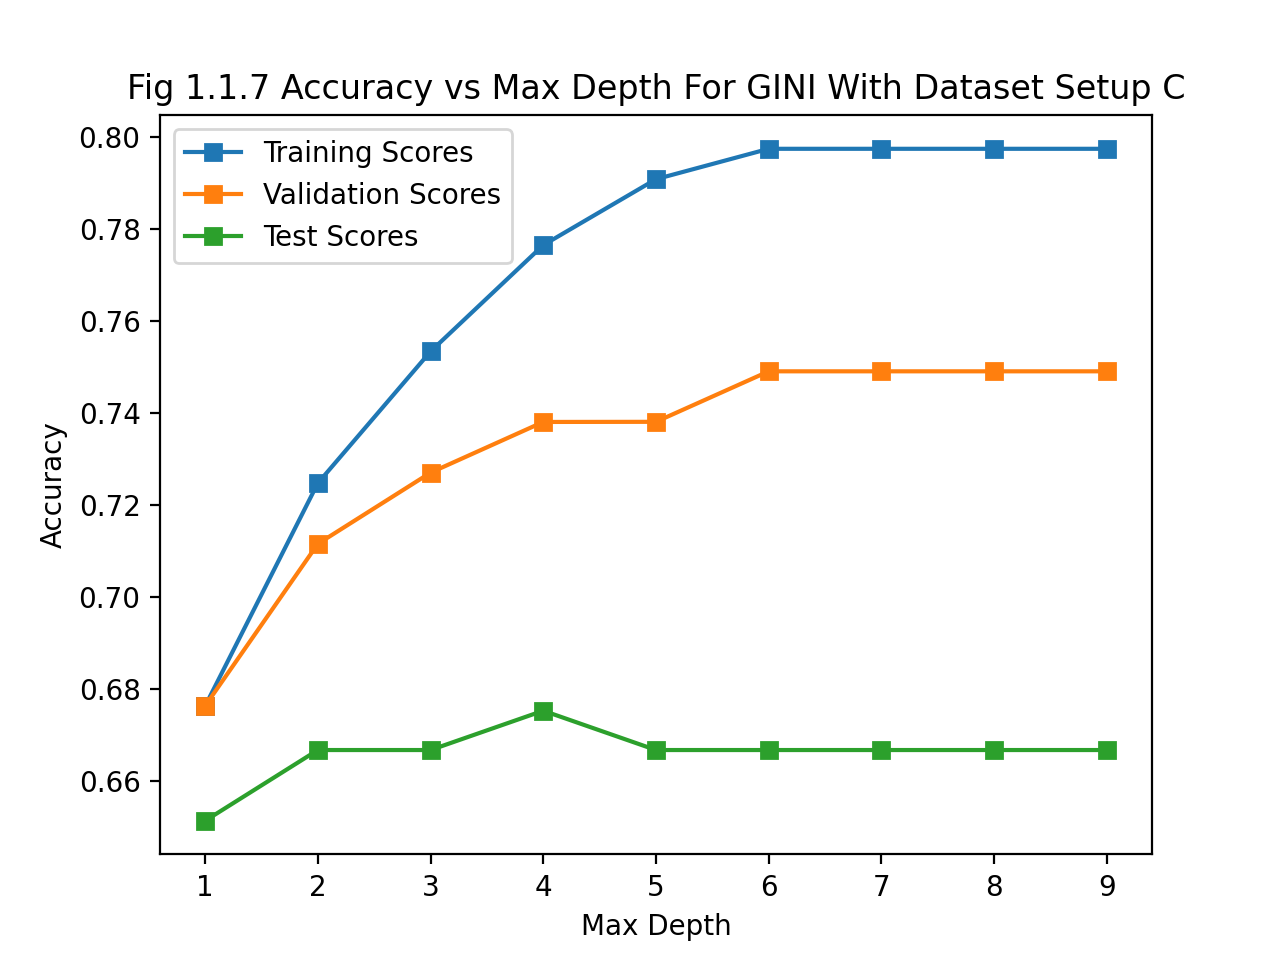 Fig 1.1.7 Accuracy vs Max Depth For GINI With Dataset Setup C
Training Scores
Validation Scores
Test Scores
0.80
0.78
0.76
0.74
0.72
0.70
0.68
0.66
Accuracy
1 2 3 4 5 6 7 8 9
Max Depth